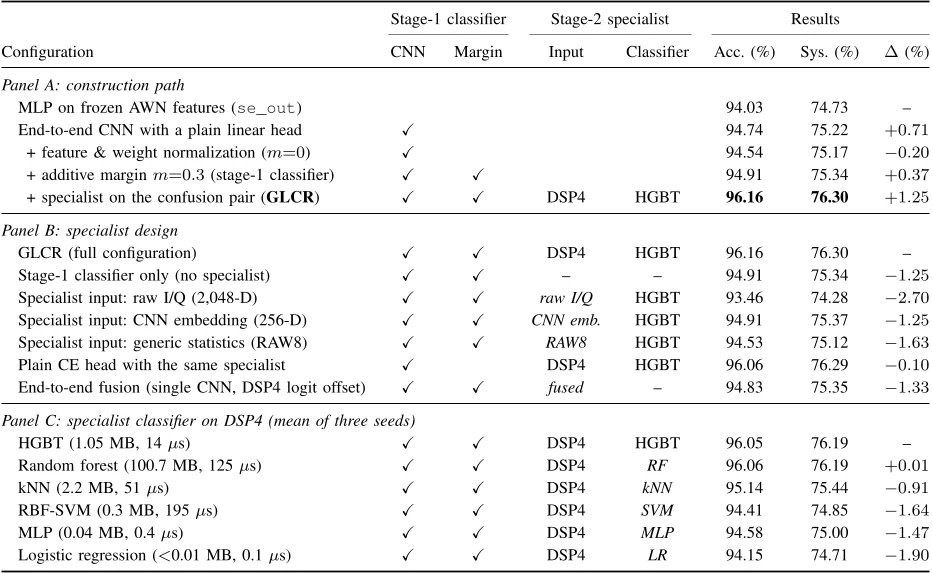 Stage-1 classifier Stage-2 specialist Results
Configuration CNN Margin Input Classifier Acc. (%) Sys. (%) Δ (%)
Panel A: construction path
MLP on frozen AWN features (se_out) 94.03 74.73 –
End-to-end CNN with a plain linear head ✓ 94.74 75.22 +0.71
+ feature & weight normalization (m=0) ✓ 94.54 75.17 −0.20
+ additive margin m=0.3 (stage-1 classifier) ✓ ✓ 94.91 75.34 +0.37
+ specialist on the confusion pair (GLCR) ✓ ✓ DSP4 HGBT 96.16 76.30 +1.25
Panel B: specialist design
GLCR (full configuration) ✓ ✓ DSP4 HGBT 96.16 76.30 –
Stage-1 classifier only (no specialist) ✓ ✓ – – 94.91 75.34 −1.25
Specialist input: raw I/Q (2,048-D) ✓ ✓ raw I/Q HGBT 93.46 74.28 −2.70
Specialist input: CNN embedding (256-D) ✓ ✓ CNN emb. HGBT 94.91 75.37 −1.25
Specialist input: generic statistics (RAW8) ✓ ✓ RAW8 HGBT 94.53 75.12 −1.63
Plain CE head with the same specialist ✓ DSP4 HGBT 96.06 76.29 −0.10
End-to-end fusion (single CNN, DSP4 logit offset) ✓ ✓ fused – 94.83 75.35 −1.33
Panel C: specialist classifier on DSP4 (mean of three seeds)
HGBT (1.05 MB, 14 μs) ✓ ✓ DSP4 HGBT 96.05 76.19 –
Random forest (100.7 MB, 125 μs) ✓ ✓ DSP4 RF 96.06 76.19 +0.01
kNN (2.2 MB, 51 μs) ✓ ✓ DSP4 kNN 95.14 75.44 −0.91
RBF-SVM (0.3 MB, 195 μs) ✓ ✓ DSP4 SVM 94.41 74.85 −1.64
MLP (0.04 MB, 0.4 μs) ✓ ✓ DSP4 MLP 94.58 75.00 −1.47
Logistic regression (<0.01 MB, 0.1 μs) ✓ ✓ DSP4 LR 94.15 74.71 −1.90